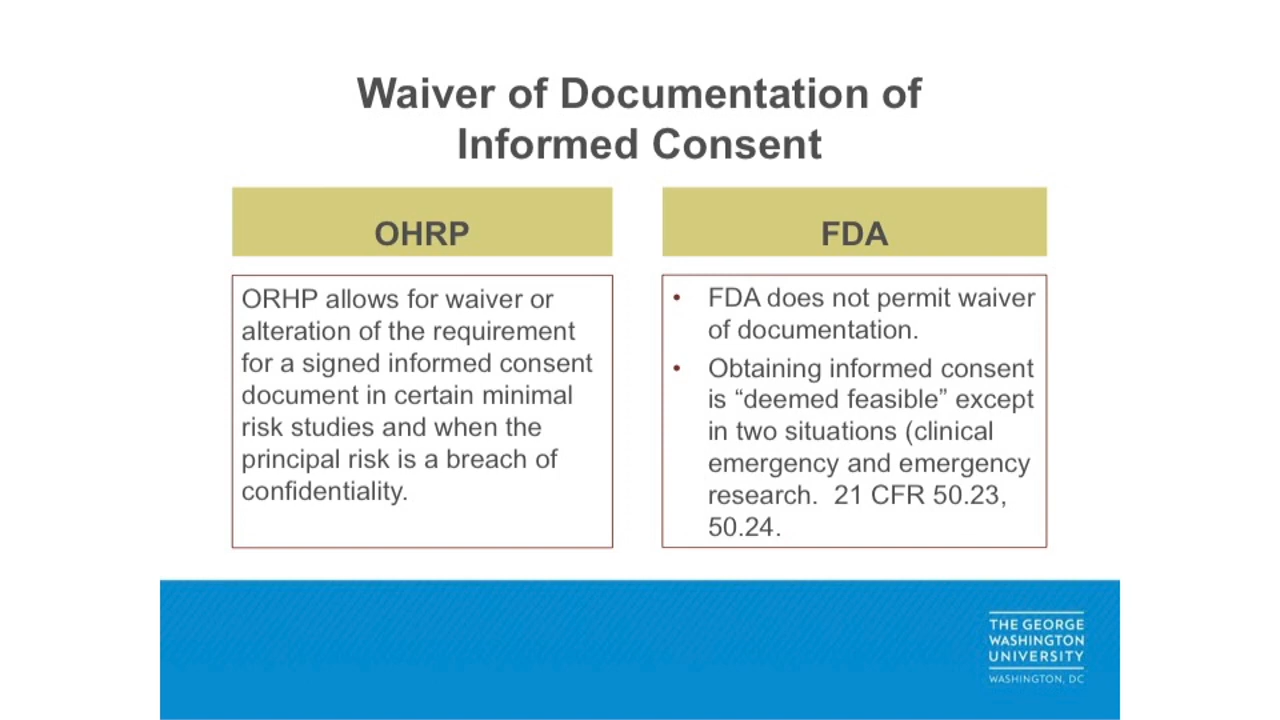 Waiver of Documentation of
Informed Consent
OHRP
ORHP allows for waiver or
alteration of the requirement
for a signed informed consent
document in certain minimal
risk studies and when the
principal risk is a breach of
confidentiality.
FDA
• FDA does not permit waiver
of documentation.
• Obtaining informed consent
is “deemed feasible” except
in two situations (clinical
emergency and emergency
research.  21 CFR 50.23,
50.24.
THE GEORGE
WASHINGTON
UNIVERSITY
WASHINGTON, DC